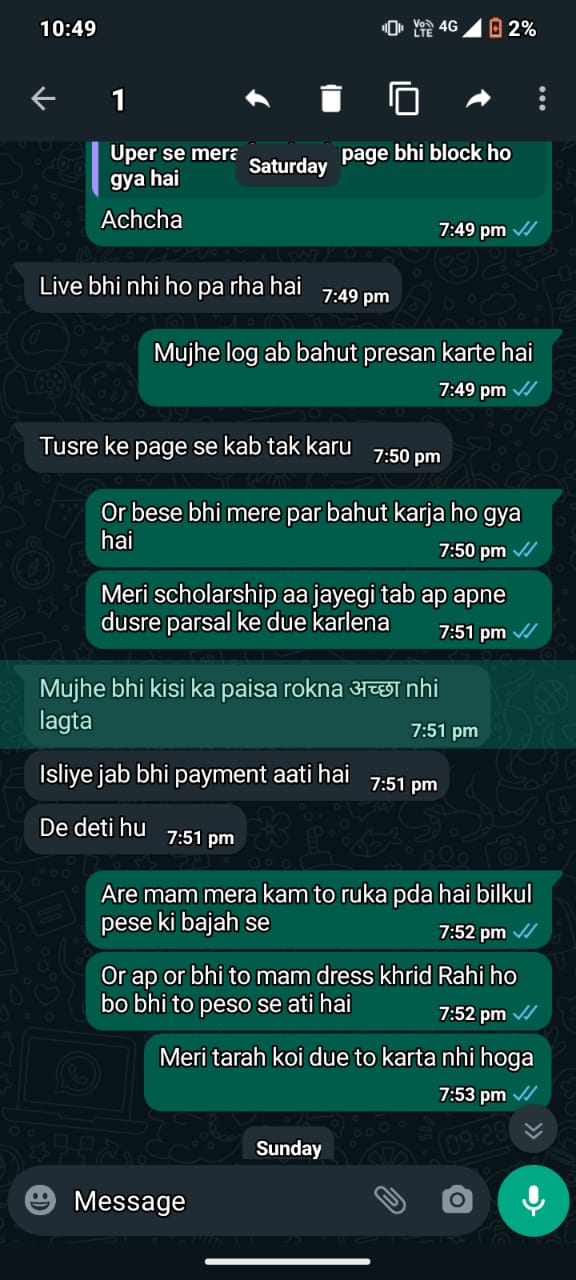 10:49 Vo) LTE 4G 2%
1
Uper se mera page bhi block ho
gya hai
Saturday
Achcha
7:49 pm
Live bhi nhi ho pa rha hai 7:49 pm
Mujhe log ab bahut presan karte hai
7:49 pm
Tusre ke page se kab tak karu 7:50 pm
Or bese bhi mere par bahut karja ho gya
hai
7:50 pm
Meri scholarship aa jayegi tab ap apne
dusre parsal ke due karlena 7:51 pm
Mujhe bhi kisi ka paisa rokna अच्छा nhi
lagta
7:51 pm
Isliye jab bhi payment aati hai 7:51 pm
De deti hu 7:51 pm
Are mam mera kam to ruka pda hai bilkul
pese ki bajah se 7:52 pm
Or ap or bhi to mam dress khrid Rahi ho
bo bhi to peso se ati hai 7:52 pm
Meri tarah koi due to karta nhi hoga
7:53 pm
Sunday
Message